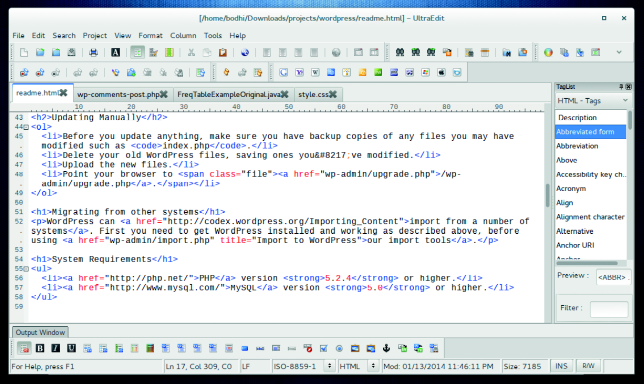 [/home/bodhi/Downloads/projects/wordpress/readme.html] - UltraEdit
File Edit Search Project View Format Column Tools Help
readme.html wp-comments-post.php FreqTableExampleOriginal.java style.css
10 20 30 40 50 60 70 80 90
43 <h2>Updating Manually</h2>
44 <ol>
45 <li>Before you update anything, make sure you have backup copies of any files you may have
modified such as <code>index.php</code>.</li>
46 <li>Delete your old WordPress files, saving ones you&#8217;ve modified.</li>
47 <li>Upload the new files.</li>
48 <li>Point your browser to <span class="file"><a href="wp-admin/upgrade.php">/wp-
admin/upgrade.php</a>.</span></li>
49 </ol>
50
51 <h1>Migrating from other systems</h1>
52 <p>WordPress can <a href="http://codex.wordpress.org/Importing_Content">import from a number of
systems</a>. First you need to get WordPress installed and working as described above, before
using <a href="wp-admin/import.php" title="Import to WordPress">our import tools</a>.</p>
53
54 <h1>System Requirements</h1>
55 <ul>
56 <li><a href="http://php.net/">PHP</a> version <strong>5.2.4</strong> or higher.</li>
57 <li><a href="http://www.mysql.com/">MySQL</a> version <strong>5.0</strong> or higher.</li>
58 </ul>
59
TagList
HTML - Tags
Description
Abbreviated form
Abbreviation
Above
Accessibility key ch..
Acronym
Align
Alignment character
Alternative
Anchor URI
Anchor
Preview : <ABBR> .
Filter :
Output Window
For Help, press F1 Ln 17, Col 309, C0 LF ISO-8859-1 HTML Mod: 01/13/2014 11:46:11 PM Size: 7185 INS R/W